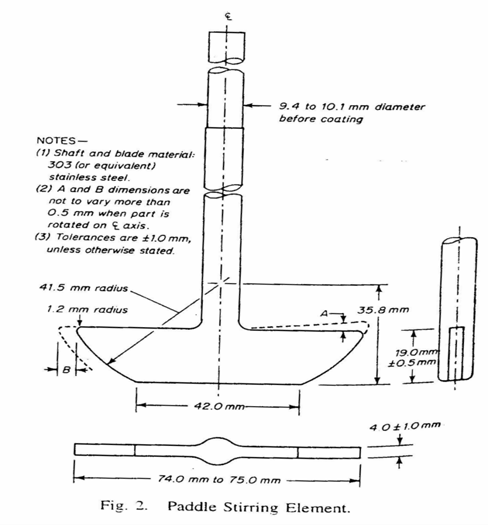 ℄
9.4 to 10.1 mm diameter
before coating
NOTES—
(1) Shaft and blade material:
303 (or equivalent)
stainless steel.
(2) A and B dimensions are
not to vary more than
0.5 mm when part is
rotated on ℄ axis.
(3) Tolerances are ±1.0 mm,
unless otherwise stated.
41.5 mm radius
1.2 mm radius
A
35.8 mm
19.0 mm
±0.5 mm
B
42.0 mm
4.0 ± 1.0 mm
74.0 mm to 75.0 mm
Fig. 2. Paddle Stirring Element.